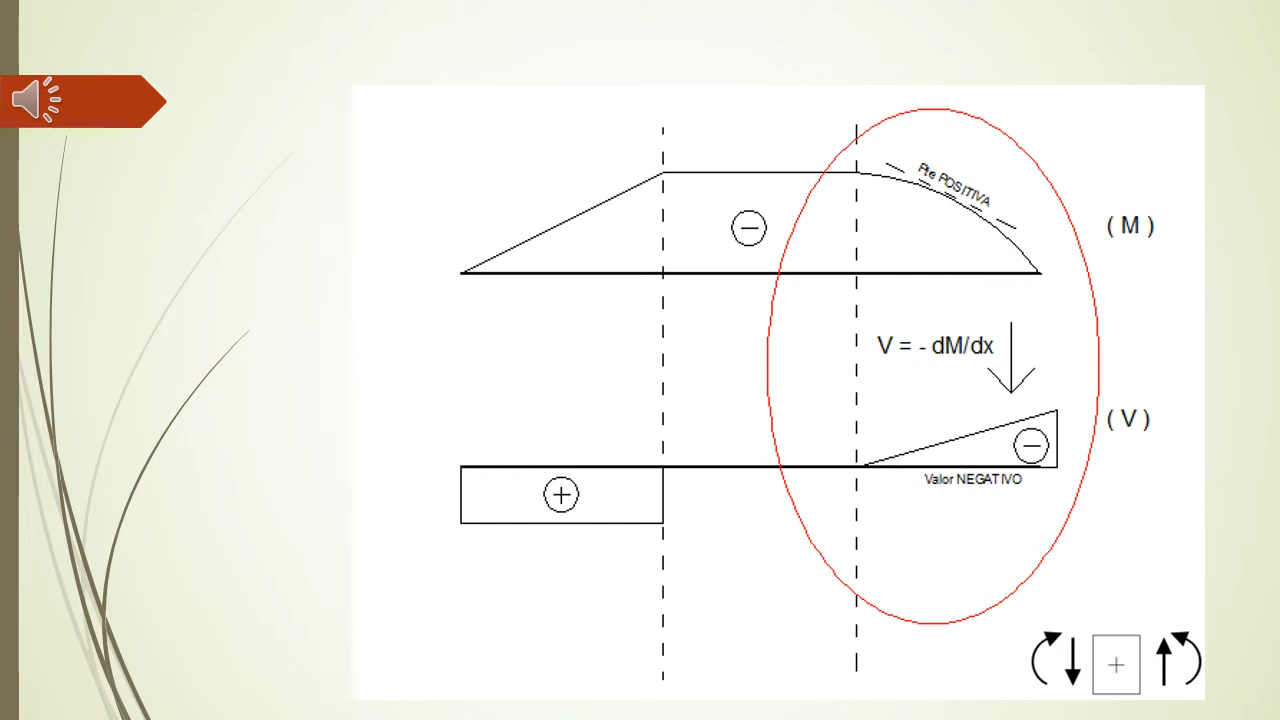 Pte POSITIVA
( M )
V = - dM/dx
( V )
Valor NEGATIVO